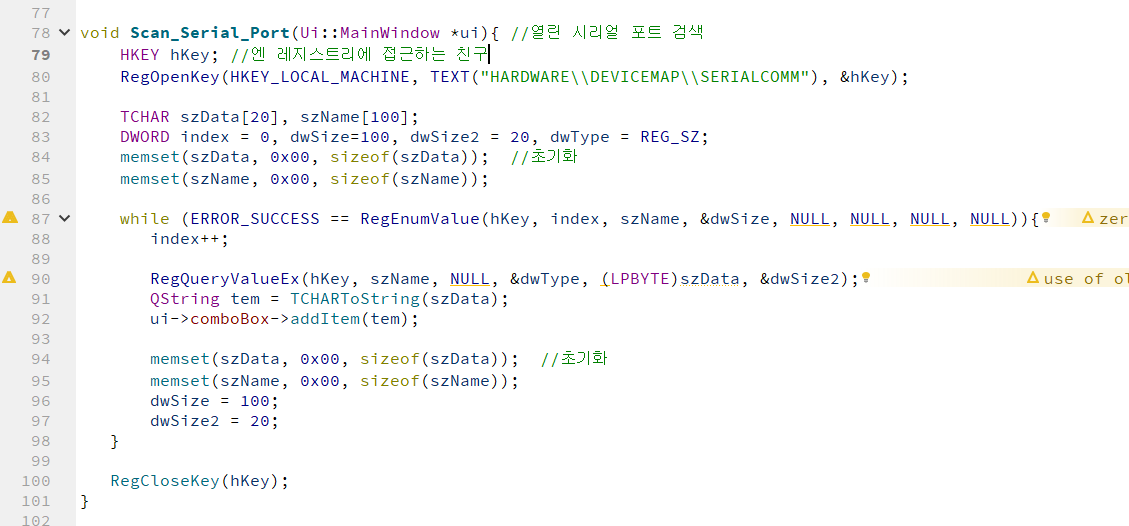 77
78 void Scan_Serial_Port(Ui::MainWindow *ui){ //열린 시리얼 포트 검색
79 HKEY hKey; //엔 레지스트리에 접근하는 친구
80 RegOpenKey(HKEY_LOCAL_MACHINE, TEXT("HARDWARE\\DEVICEMAP\\SERIALCOMM"), &hKey);
81
82 TCHAR szData[20], szName[100];
83 DWORD index = 0, dwSize=100, dwSize2 = 20, dwType = REG_SZ;
84 memset(szData, 0x00, sizeof(szData)); //초기화
85 memset(szName, 0x00, sizeof(szName));
86
87 while (ERROR_SUCCESS == RegEnumValue(hKey, index, szName, &dwSize, NULL, NULL, NULL, NULL)){ zer
88 index++;
89
90 RegQueryValueEx(hKey, szName, NULL, &dwType, (LPBYTE)szData, &dwSize2); use of ol
91 QString tem = TCHARToString(szData);
92 ui->comboBox->addItem(tem);
93
94 memset(szData, 0x00, sizeof(szData)); //초기화
95 memset(szName, 0x00, sizeof(szName));
96 dwSize = 100;
97 dwSize2 = 20;
98 }
99
100 RegCloseKey(hKey);
101 }
102